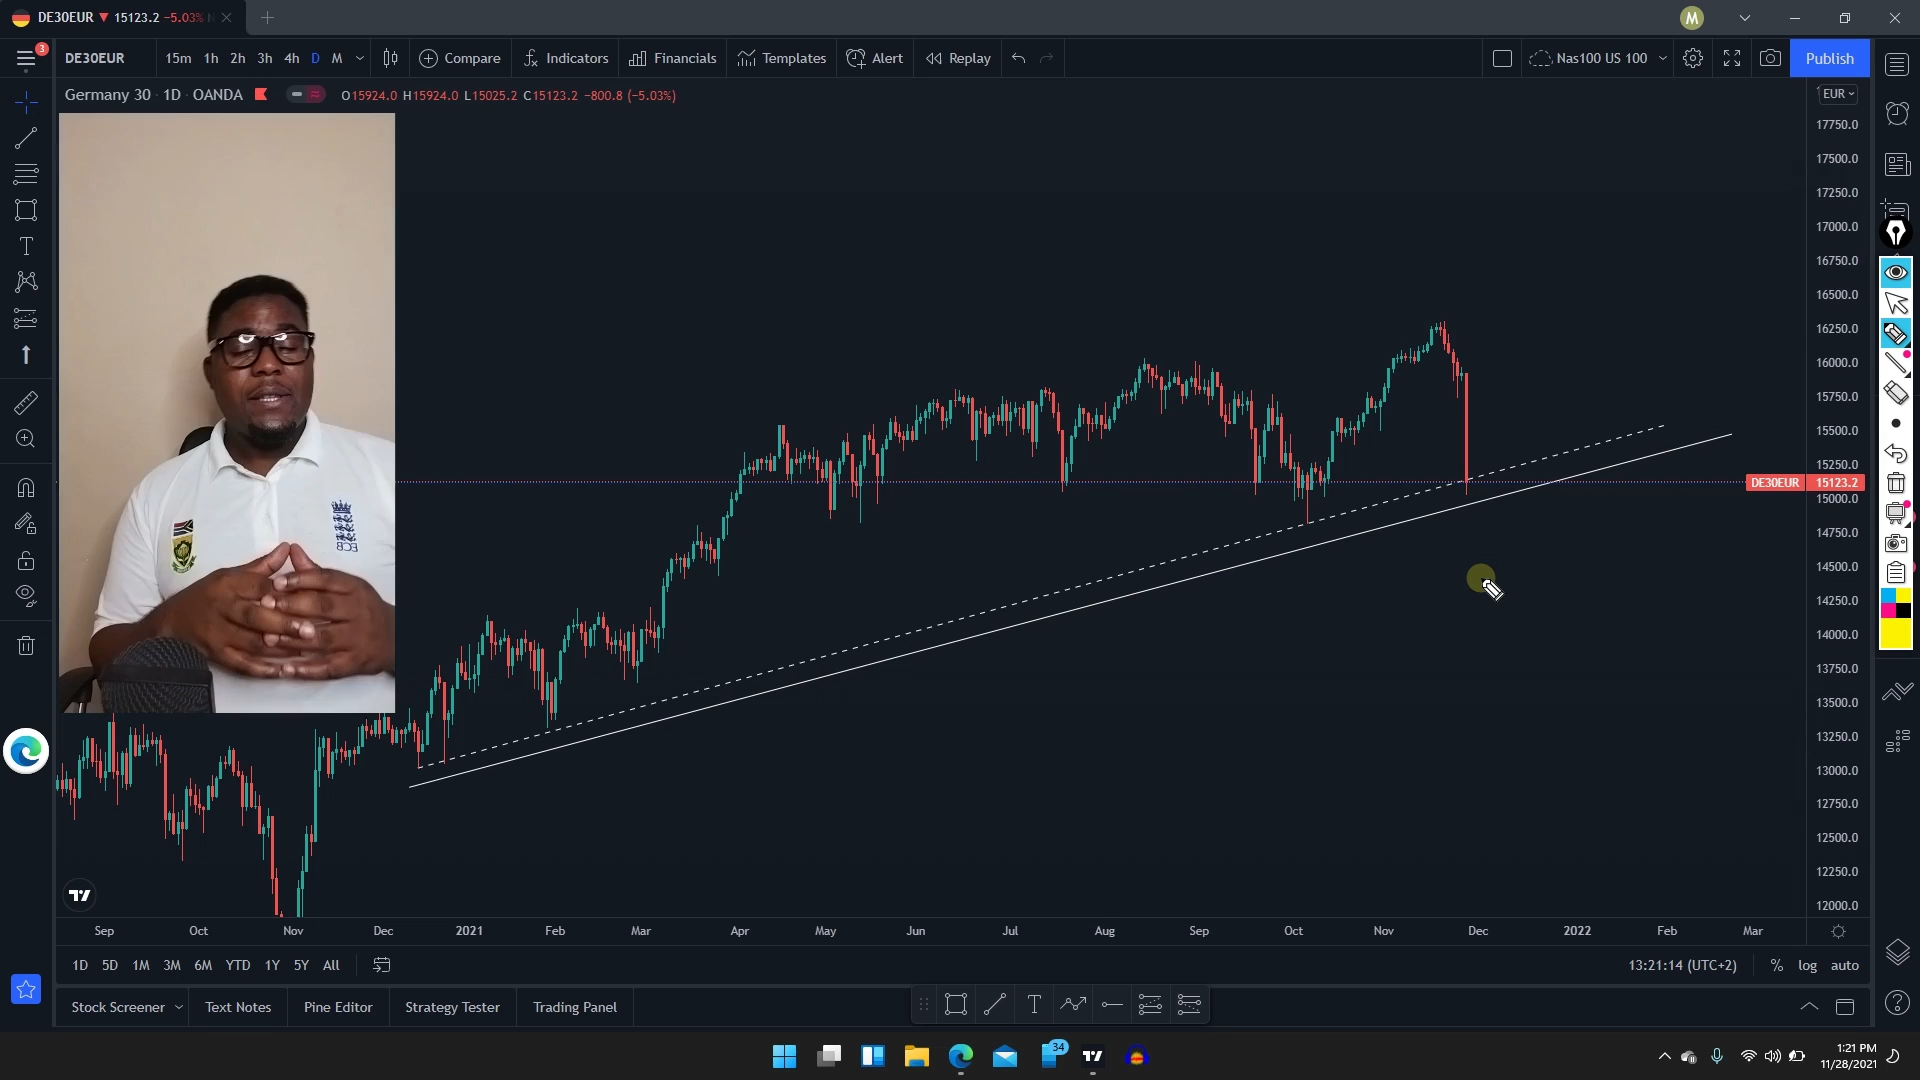 DE30EUR ▼ 15123.2 −5.03%
M
3
DE30EUR 15m 1h 2h 3h 4h D M Compare Indicators Financials Templates Alert Replay Nas100 US 100 Publish
Germany 30 · 1D · OANDA O15924.0 H15924.0 L15025.2 C15123.2 −800.8 (−5.03%)
EUR
17750.0
17500.0
17250.0
17000.0
16750.0
16500.0
16250.0
16000.0
15750.0
15500.0
15250.0
DE30EUR 15123.2
15000.0
14750.0
14500.0
14250.0
14000.0
13750.0
13500.0
13250.0
13000.0
12750.0
12500.0
12250.0
12000.0
ECB
Sep Oct Nov Dec 2021 Feb Mar Apr May Jun Jul Aug Sep Oct Nov Dec 2022 Feb Mar
1D 5D 1M 3M 6M YTD 1Y 5Y All 13:21:14 (UTC+2) % log auto
Stock Screener Text Notes Pine Editor Strategy Tester Trading Panel
34
1:21 PM
11/28/2021